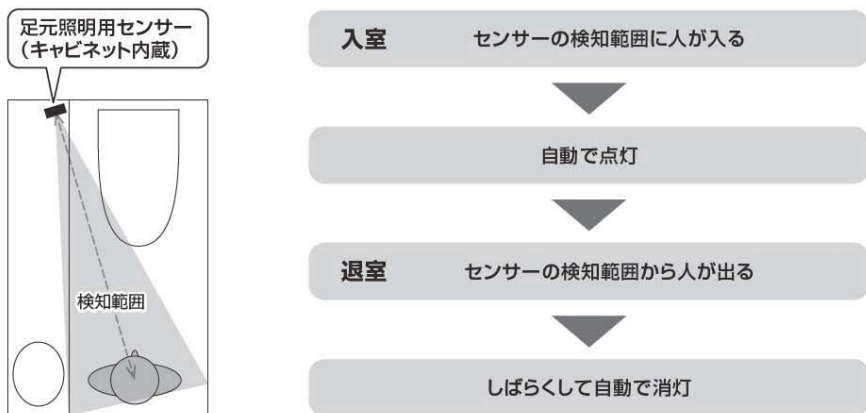 足元照明用センサー
（キャビネット内蔵）
検知範囲
入室 センサーの検知範囲に人が入る
自動で点灯
退室 センサーの検知範囲から人が出る
しばらくして自動で消灯